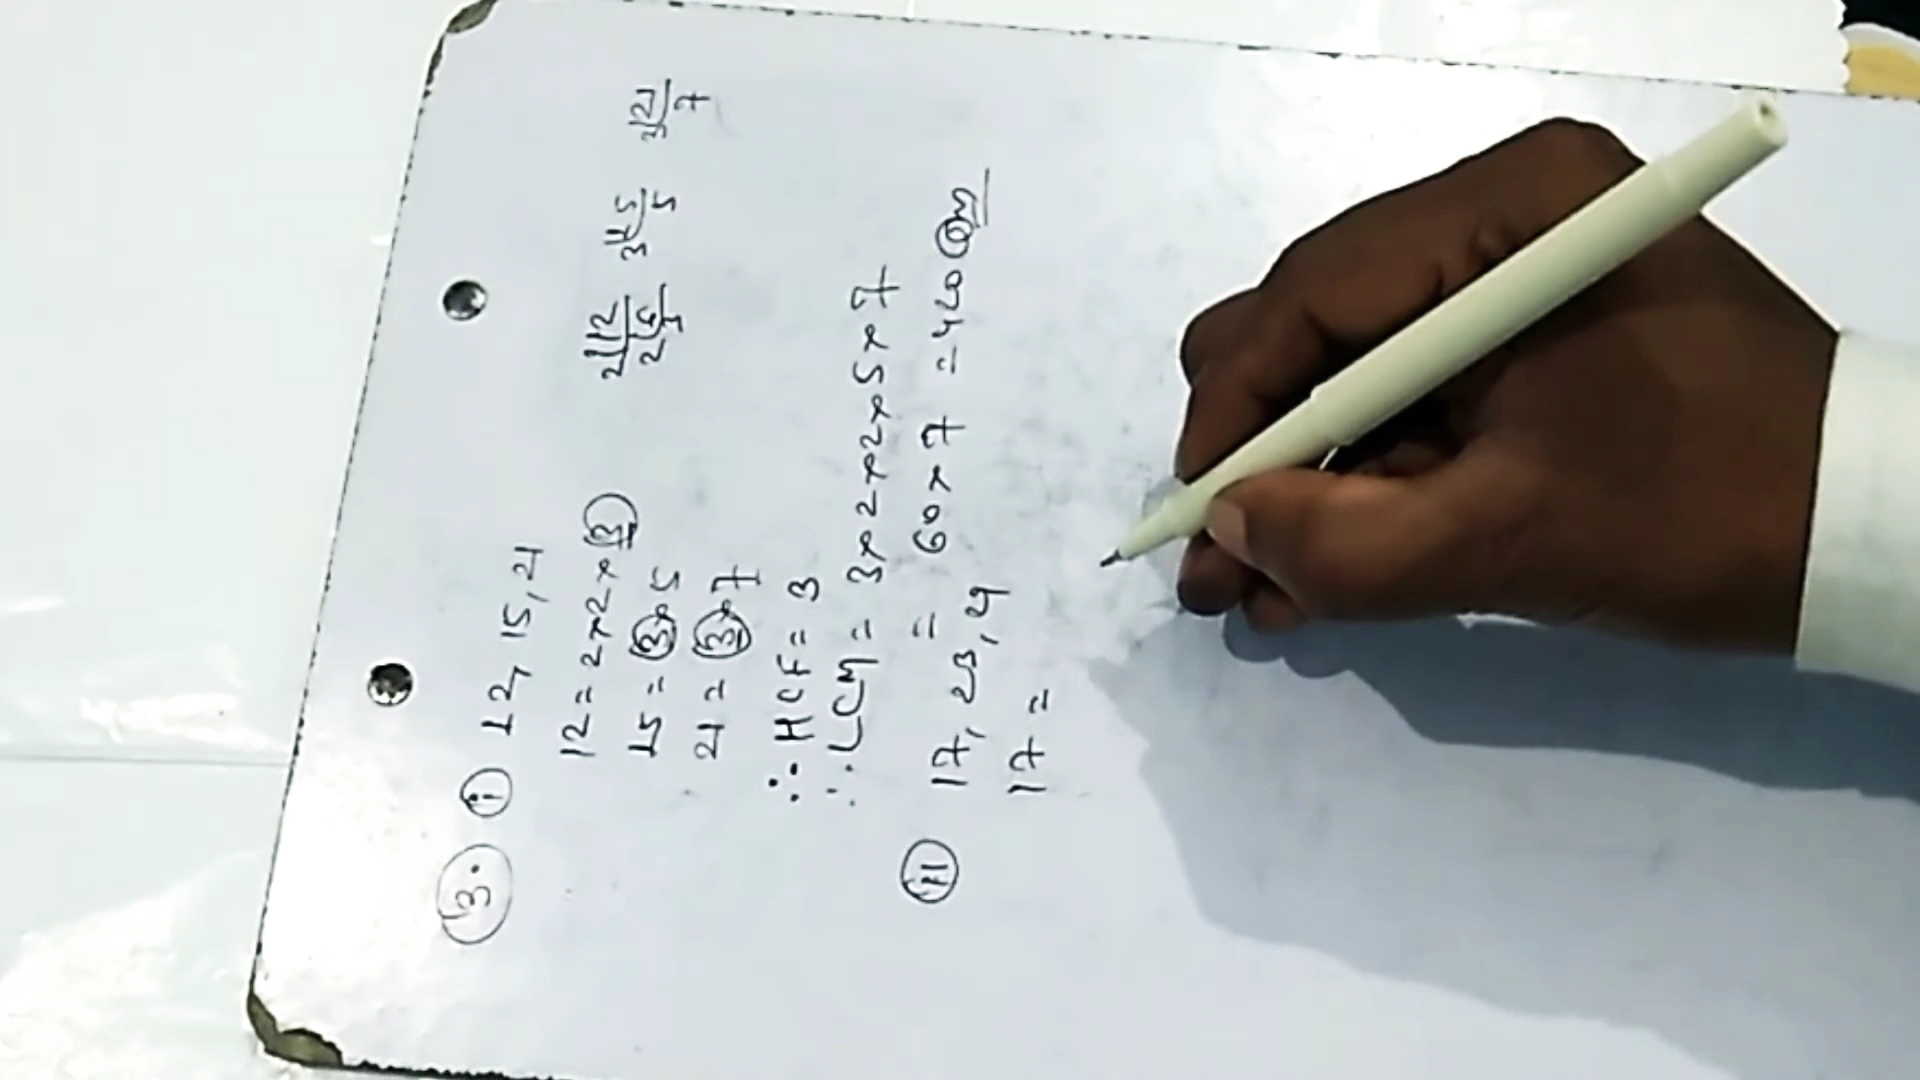 3. (i) 12, 15, 21
12 = 2×2×3
15 = 3×5
21 = 3×7
2 12 3 15 3 21
2 6 5 7
3
∴ HCF = 3
∴ LCM = 3×2×2×5×7
= 60×7 = 420
(ii) 17, 23, 29
17 =